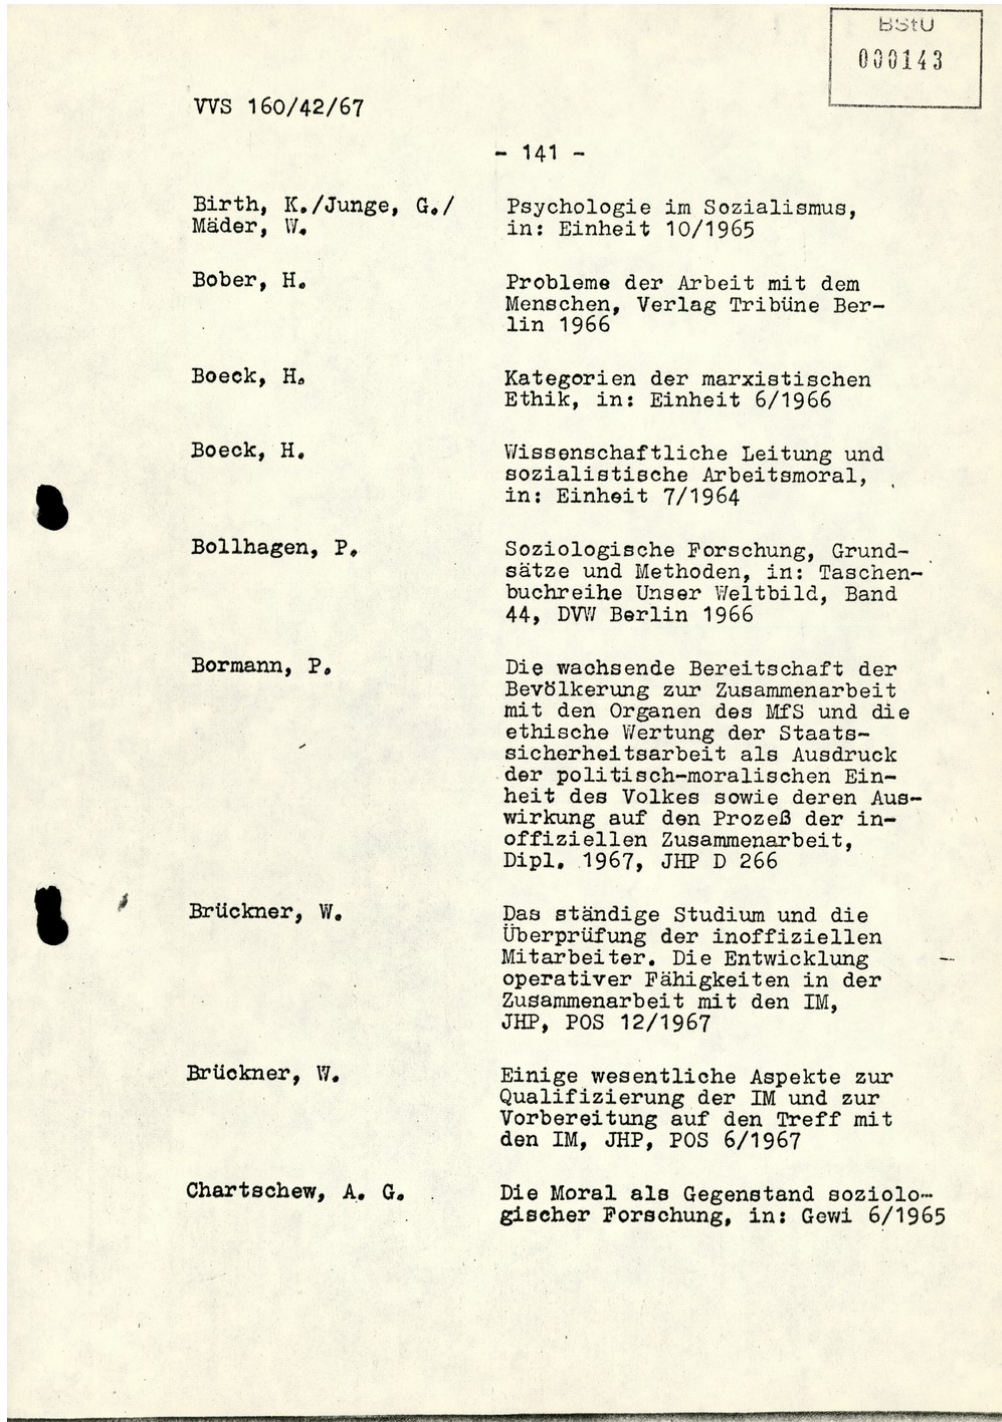 BStU
000143
VVS 160/42/67
- 141 -
Birth, K./Junge, G./
Mäder, W.
Psychologie im Sozialismus,
in: Einheit 10/1965
Bober, H.
Probleme der Arbeit mit dem
Menschen, Verlag Tribüne Ber-
lin 1966
Boeck, H.
Kategorien der marxistischen
Ethik, in: Einheit 6/1966
Boeck, H.
Wissenschaftliche Leitung und
sozialistische Arbeitsmoral,
in: Einheit 7/1964
Bollhagen, P.
Soziologische Forschung, Grund-
sätze und Methoden, in: Taschen-
buchreihe Unser Weltbild, Band
44, DVW Berlin 1966
Bormann, P.
Die wachsende Bereitschaft der
Bevölkerung zur Zusammenarbeit
mit den Organen des MfS und die
ethische Wertung der Staats-
sicherheitsarbeit als Ausdruck
der politisch-moralischen Ein-
heit des Volkes sowie deren Aus-
wirkung auf den Prozeß der in-
offiziellen Zusammenarbeit,
Dipl. 1967, JHP D 266
Brückner, W.
Das ständige Studium und die
Überprüfung der inoffiziellen
Mitarbeiter. Die Entwicklung
operativer Fähigkeiten in der
Zusammenarbeit mit den IM,
JHP, POS 12/1967
Brückner, W.
Einige wesentliche Aspekte zur
Qualifizierung der IM und zur
Vorbereitung auf den Treff mit
den IM, JHP, POS 6/1967
Chartschew, A. G.
Die Moral als Gegenstand soziolo-
gischer Forschung, in: Gewi 6/1965